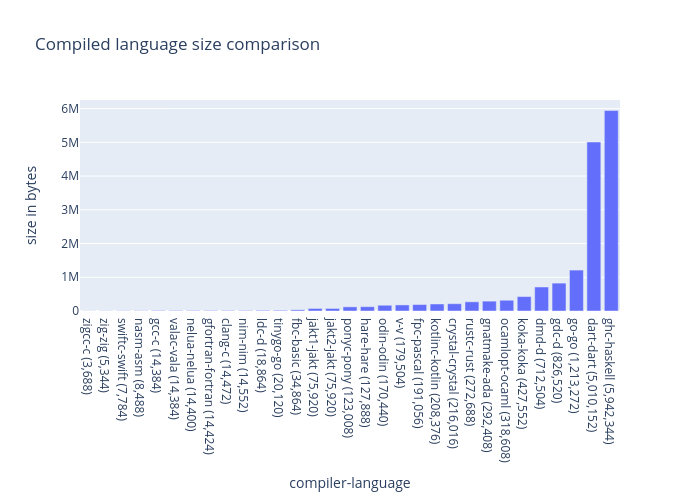 Compiled language size comparison
6M
5M
4M
3M
2M
1M
0
size in bytes
zigcc-c (3,688)
zig-zig (5,344)
swiftc-swift (7,784)
nasm-asm (8,488)
gcc-c (14,384)
valac-vala (14,384)
nelua-nelua (14,400)
gfortran-fortran (14,424)
clang-c (14,472)
nim-nim (14,552)
ldc-d (18,864)
tinygo-go (20,120)
fbc-basic (34,864)
jakt1-jakt (75,920)
jakt2-jakt (75,920)
ponyc-pony (123,008)
hare-hare (127,888)
odin-odin (170,440)
v-v (179,504)
fpc-pascal (191,056)
kotlinc-kotlin (208,376)
crystal-crystal (216,016)
rustc-rust (272,688)
gnatmake-ada (292,408)
ocamlopt-ocaml (318,608)
koka-koka (427,552)
dmd-d (712,504)
gdc-d (826,520)
go-go (1,213,272)
dart-dart (5,010,152)
ghc-haskell (5,942,344)
compiler-language